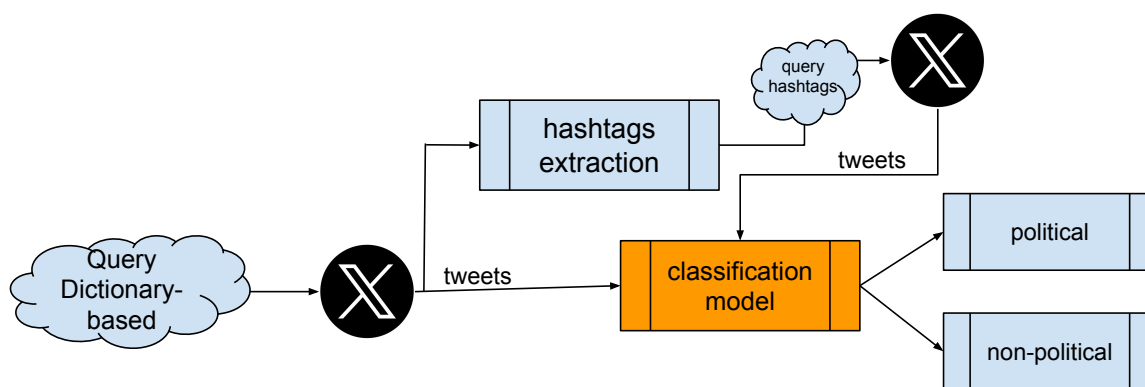 query
hashtags
hashtags
extraction
tweets
political
Query
Dictionary-
based
tweets
classification
model
non-political